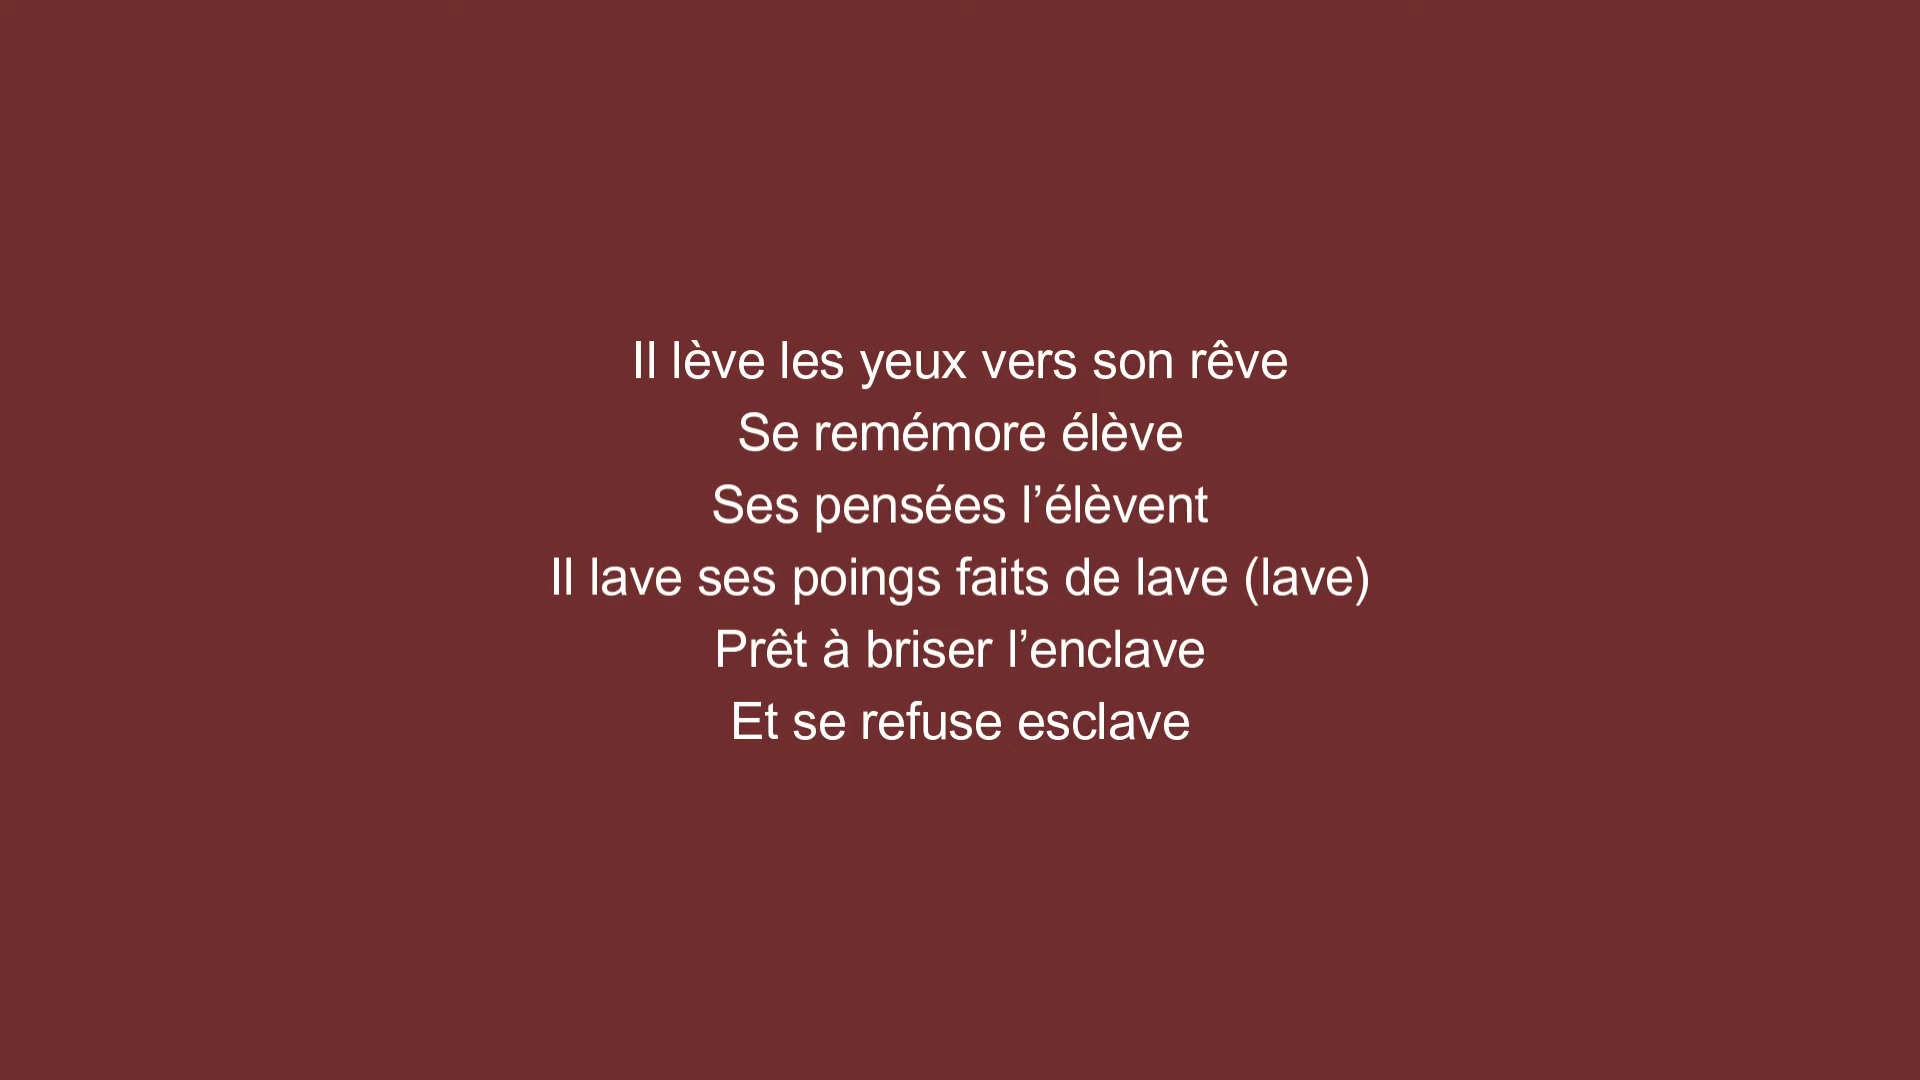 Il lève les yeux vers son rêve
Se remémore élève
Ses pensées l’élèvent
Il lave ses poings faits de lave (lave)
Prêt à briser l’enclave
Et se refuse esclave